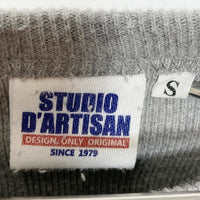 STUDIO
D'ARTISAN
DESIGN, ONLY ORIGINAL
SINCE 1979
S